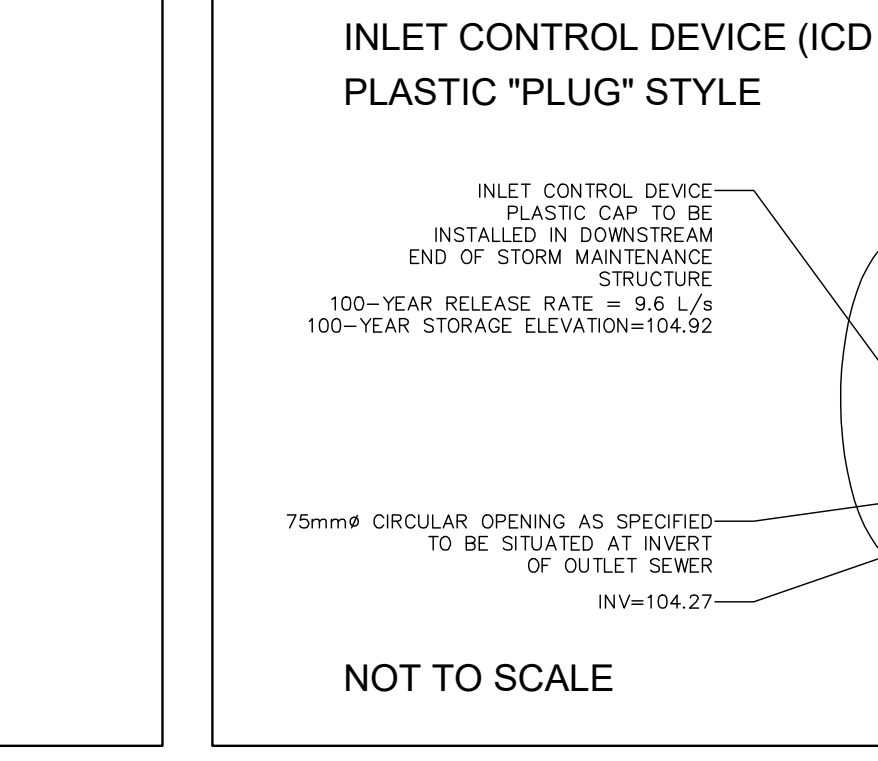 INLET CONTROL DEVICE (ICD
PLASTIC "PLUG" STYLE
INLET CONTROL DEVICE
PLASTIC CAP TO BE
INSTALLED IN DOWNSTREAM
END OF STORM MAINTENANCE
STRUCTURE
100-YEAR RELEASE RATE = 9.6 L/s
100-YEAR STORAGE ELEVATION=104.92
75mmø CIRCULAR OPENING AS SPECIFIED
TO BE SITUATED AT INVERT
OF OUTLET SEWER
INV=104.27
NOT TO SCALE